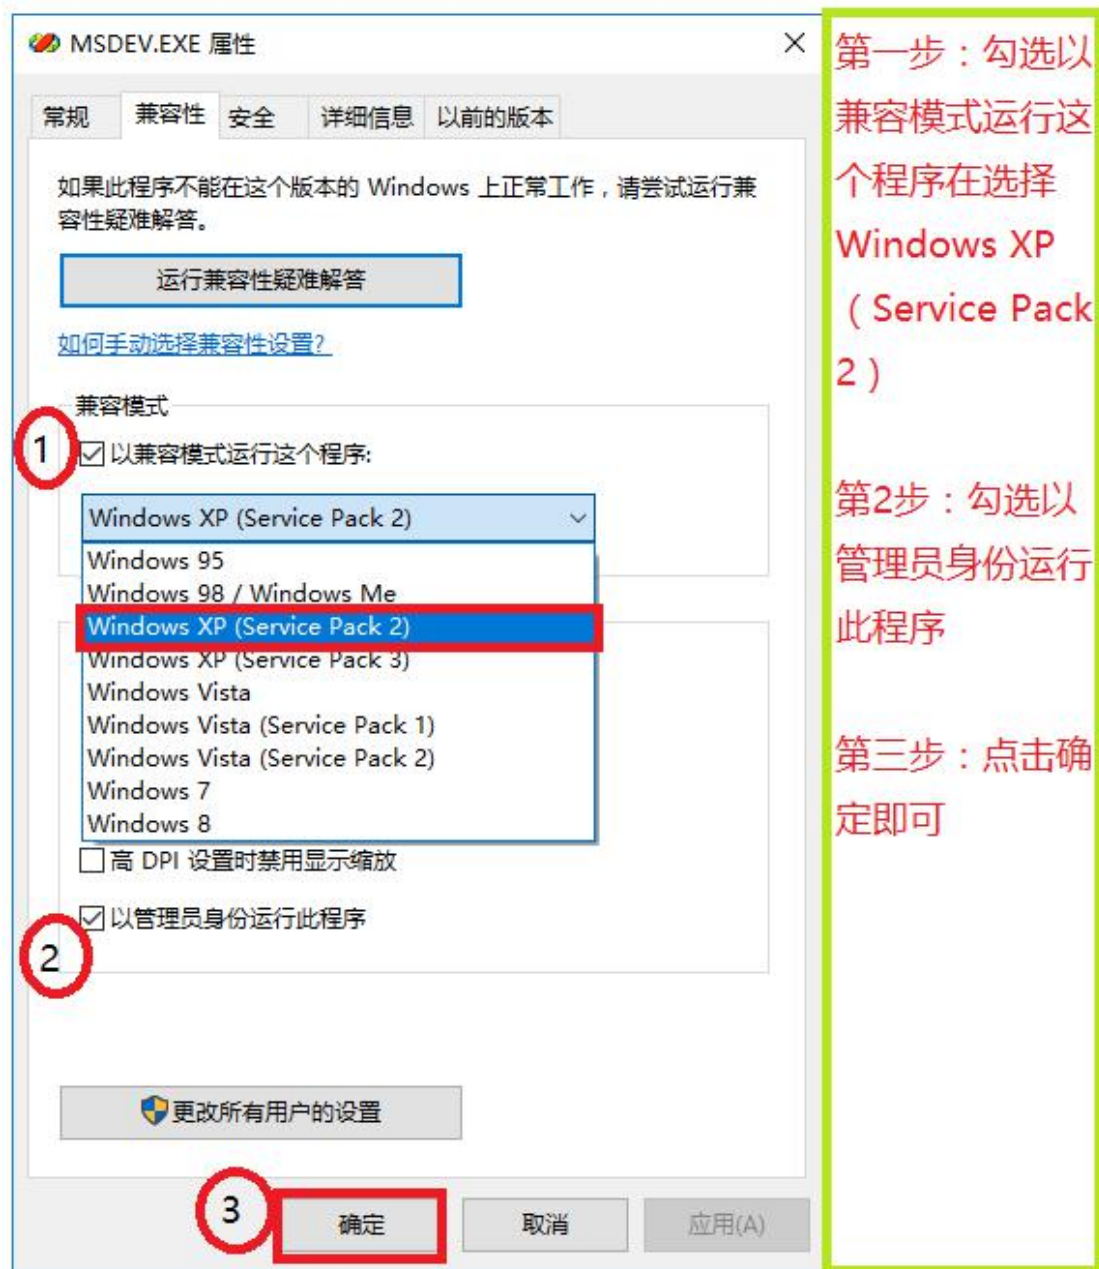 MSDEV.EXE 属性
常规 兼容性 安全 详细信息 以前的版本
如果此程序不能在这个版本的 Windows 上正常工作，请尝试运行兼
容性疑难解答。
运行兼容性疑难解答
如何手动选择兼容性设置?
兼容模式
1
以兼容模式运行这个程序:
Windows XP (Service Pack 2)
Windows 95
Windows 98 / Windows Me
Windows XP (Service Pack 2)
Windows XP (Service Pack 3)
Windows Vista
Windows Vista (Service Pack 1)
Windows Vista (Service Pack 2)
Windows 7
Windows 8
高 DPI 设置时禁用显示缩放
以管理员身份运行此程序
2
更改所有用户的设置
3
确定 取消 应用(A)
第一步：勾选以
兼容模式运行这
个程序在选择
Windows XP
（Service Pack
2）
第2步：勾选以
管理员身份运行
此程序
第三步：点击确
定即可